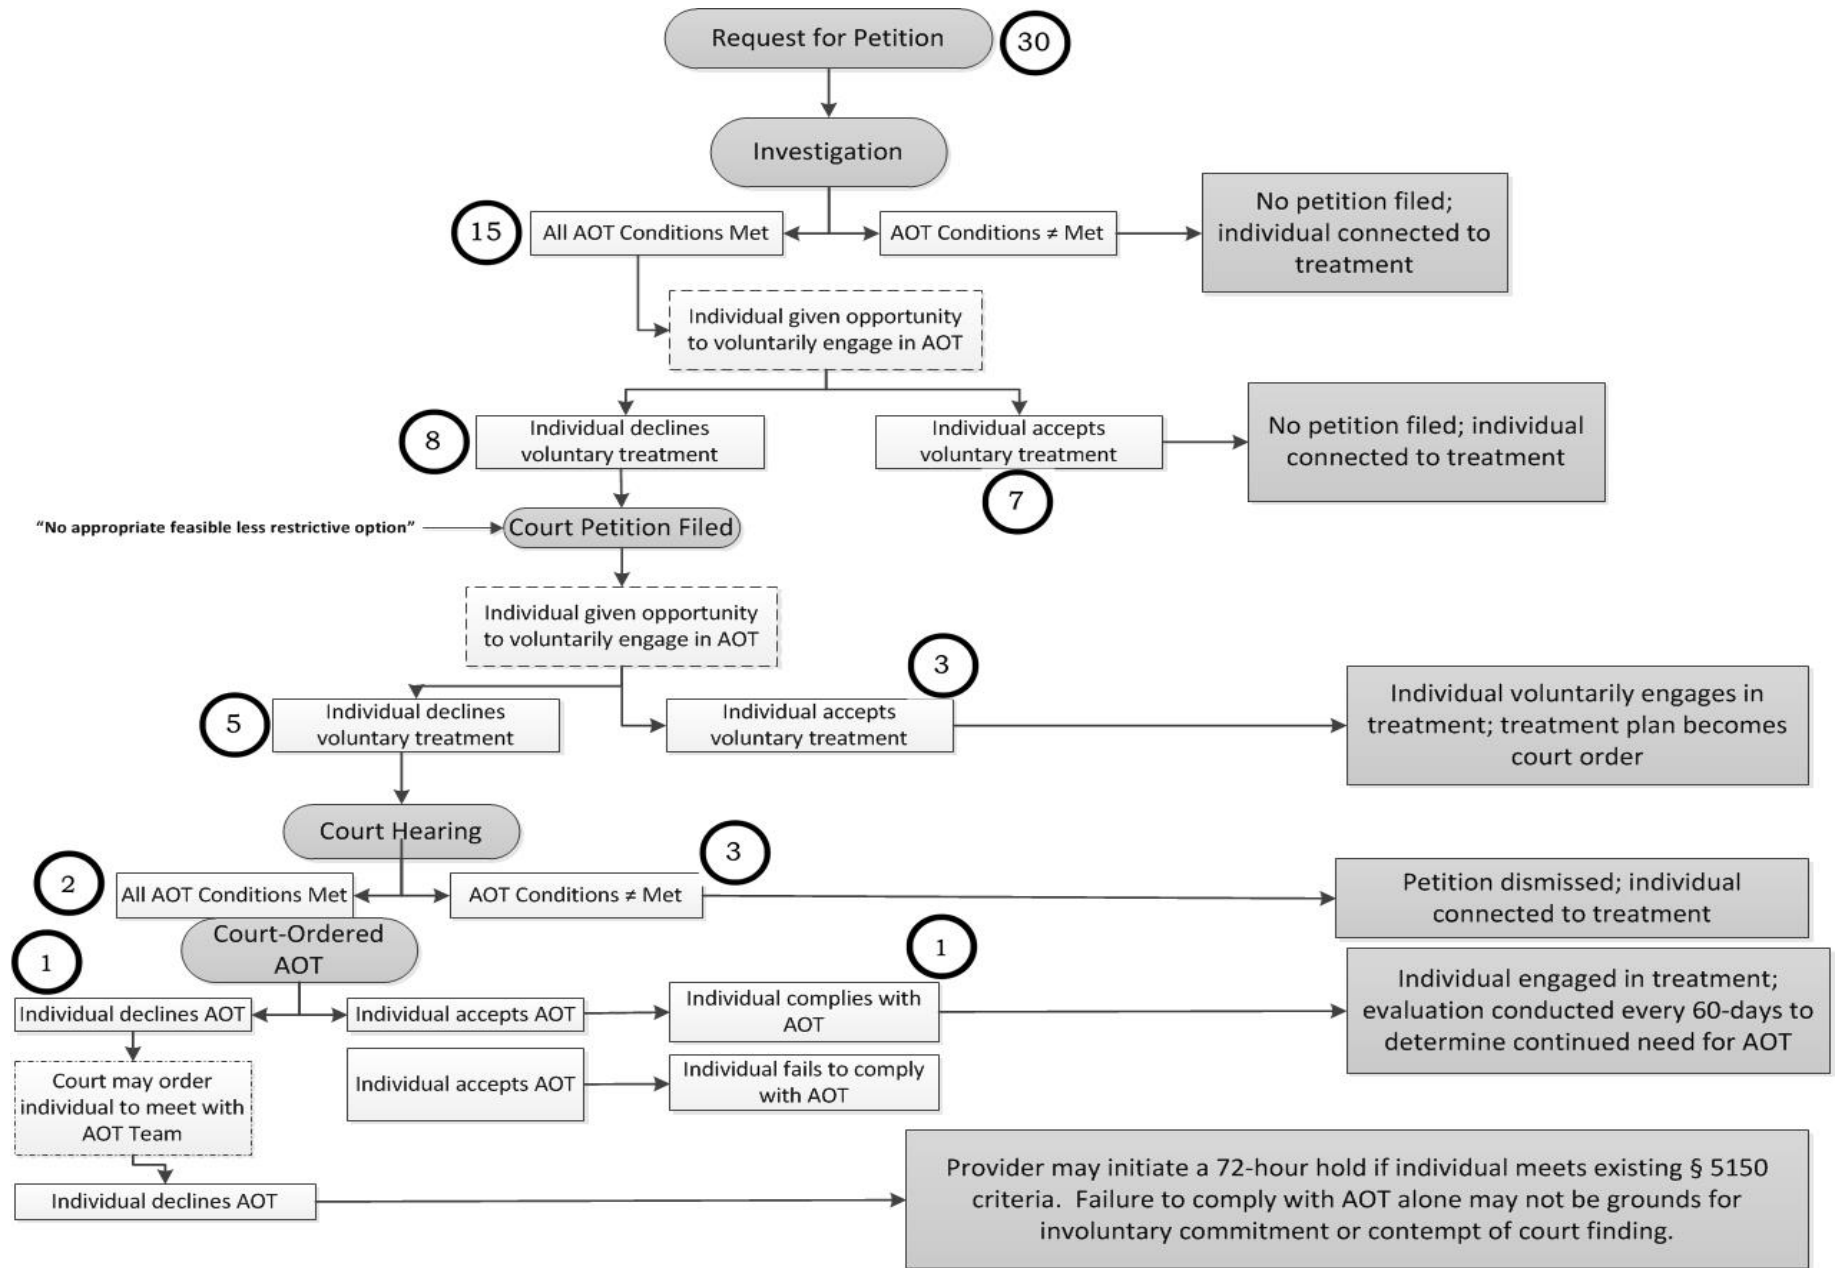 Request for Petition
30
Investigation
15
All AOT Conditions Met
AOT Conditions ≠ Met
No petition filed;
individual connected to
treatment
Individual given opportunity
to voluntarily engage in AOT
8
Individual declines
voluntary treatment
Individual accepts
voluntary treatment
7
No petition filed; individual
connected to treatment
“No appropriate feasible less restrictive option”
Court Petition Filed
Individual given opportunity
to voluntarily engage in AOT
5
Individual declines
voluntary treatment
3
Individual accepts
voluntary treatment
Individual voluntarily engages in
treatment; treatment plan becomes
court order
Court Hearing
2
All AOT Conditions Met
AOT Conditions ≠ Met
3
Petition dismissed; individual
connected to treatment
Court-Ordered
AOT
1
Individual declines AOT
Individual accepts AOT
Individual complies with
AOT
1
Individual engaged in treatment;
evaluation conducted every 60-days to
determine continued need for AOT
Court may order
individual to meet with
AOT Team
Individual accepts AOT
Individual fails to comply
with AOT
Individual declines AOT
Provider may initiate a 72-hour hold if individual meets existing § 5150
criteria.  Failure to comply with AOT alone may not be grounds for
involuntary commitment or contempt of court finding.